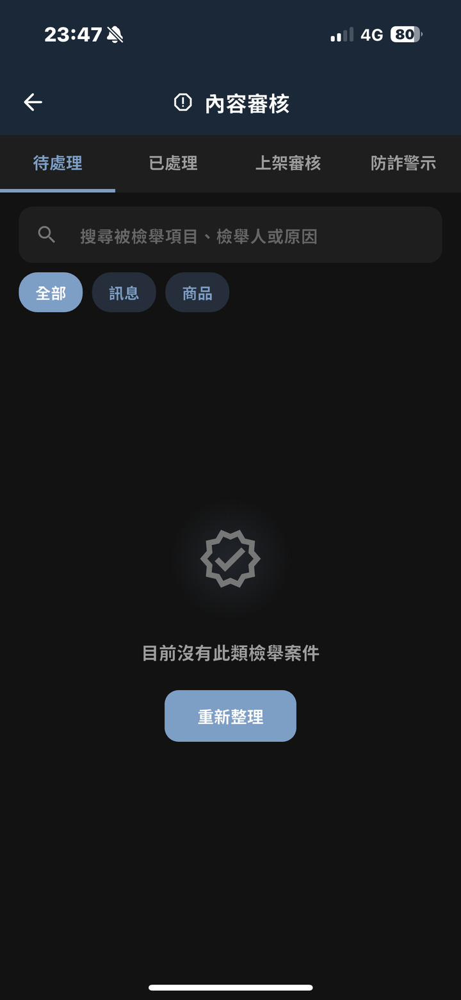 23:47 4G 80
內容審核
待處理 已處理 上架審核 防詐警示
搜尋被檢舉項目、檢舉人或原因
全部 訊息 商品
目前沒有此類檢舉案件
重新整理